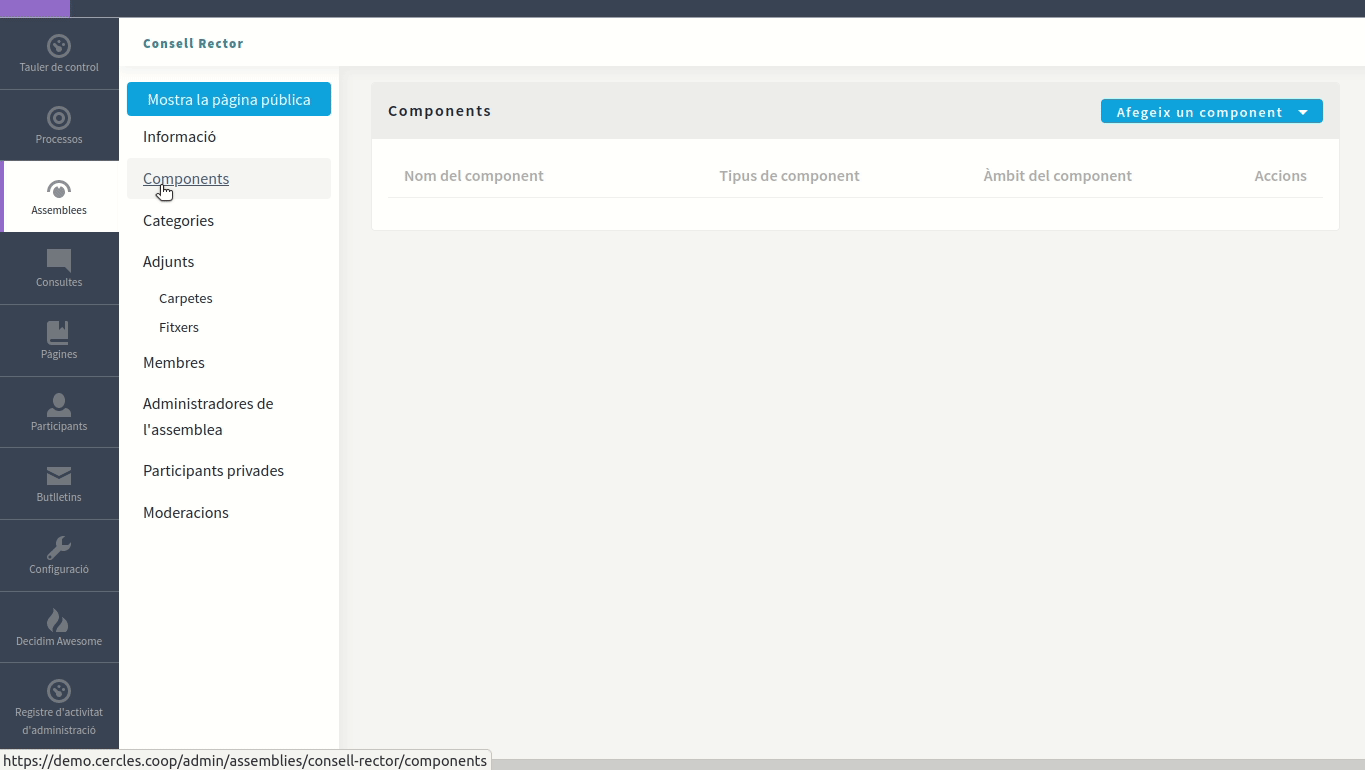 Tauler de control
Processos
Assemblees
Consultes
Pàgines
Participants
Butlletins
Configuració
Decidim Awesome
Registre d'activitat
d'administració
Consell Rector
Mostra la pàgina pública
Informació
Components
Categories
Adjunts
Carpetes
Fitxers
Membres
Administradores de
l'assemblea
Participants privades
Moderacions
Components
Afegeix un component
Nom del component Tipus de component Àmbit del component Accions
https://demo.cercles.coop/admin/assemblies/consell-rector/components